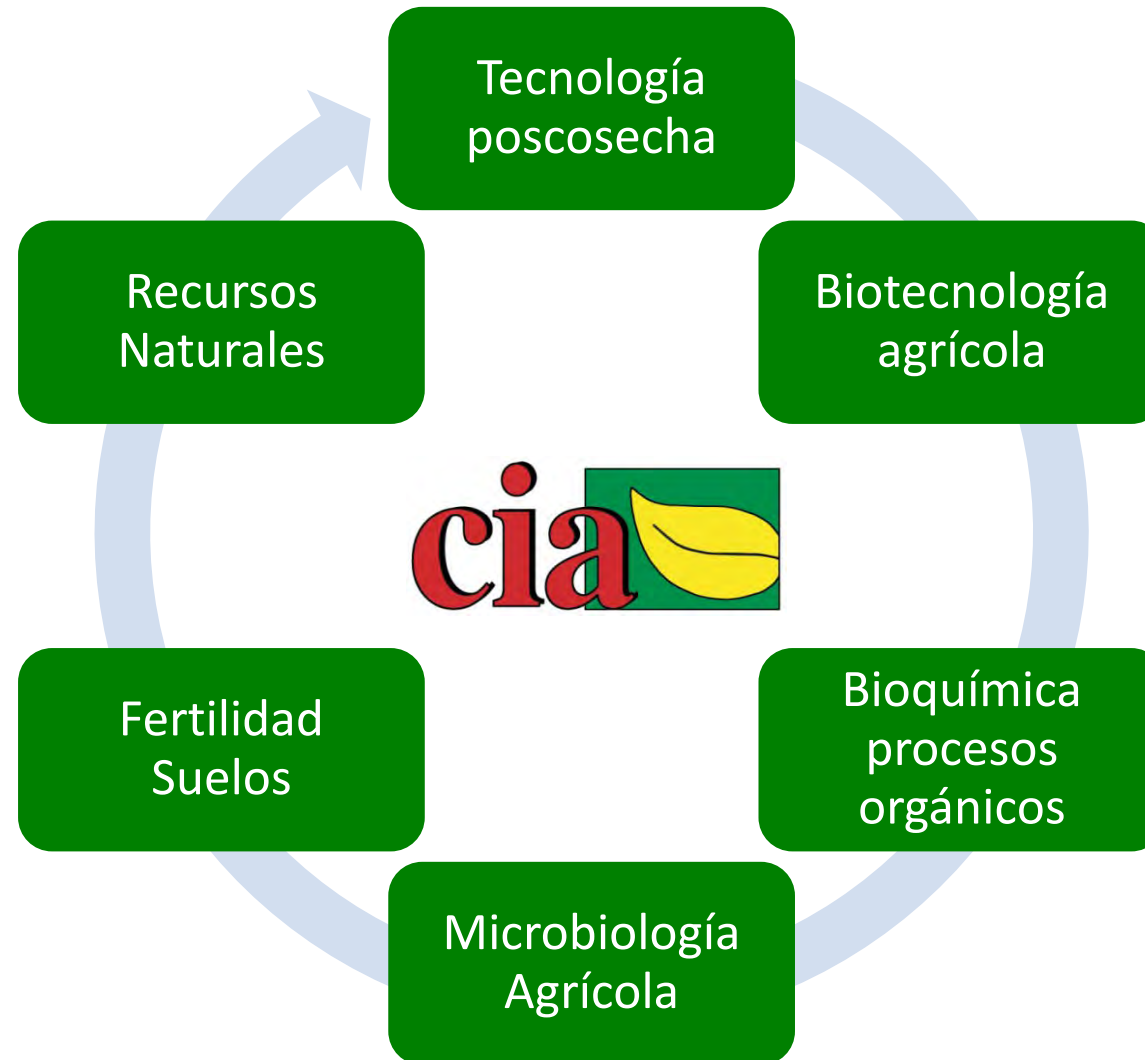 Tecnología
poscosecha
Biotecnología
agrícola
Bioquímica
procesos
orgánicos
Microbiología
Agrícola
Fertilidad
Suelos
Recursos
Naturales
cia